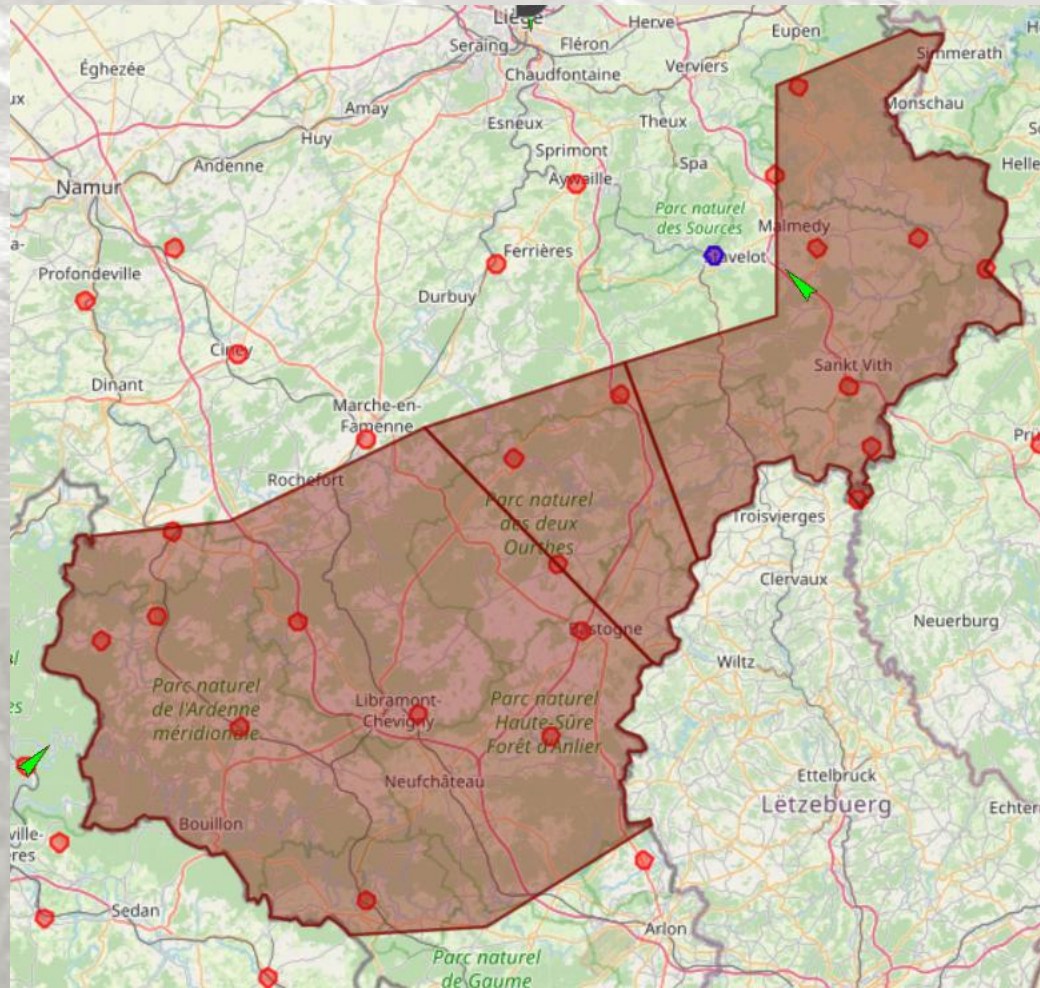 Liège
Herve
Eupen
Seraing
Fléron
Simmerath
Éghezée
Chaudfontaine
Verviers
Amay
Monschau
Huy
Esneux
Theux
Sprimont
Andenne
Spa
Aywaille
Namur
Parc naturel
des Sources
Malmedy
Profondeville
Ferrières
Durbuy
Ciney
Sankt Vith
Dinant
Marche-en-
Famenne
Rochefort
Parc naturel
des deux
Ourthes
Troisvierges
Clervaux
Neuerburg
Bastogne
Wiltz
Parc naturel
de l'Ardenne
méridionale
Libramont-
Chevigny
Parc naturel
Haute-Sûre
Forêt d'Anlier
Neufchâteau
Ettelbruck
Lëtzebuerg
Bouillon
Sedan
Arlon
Parc naturel
de Gaume